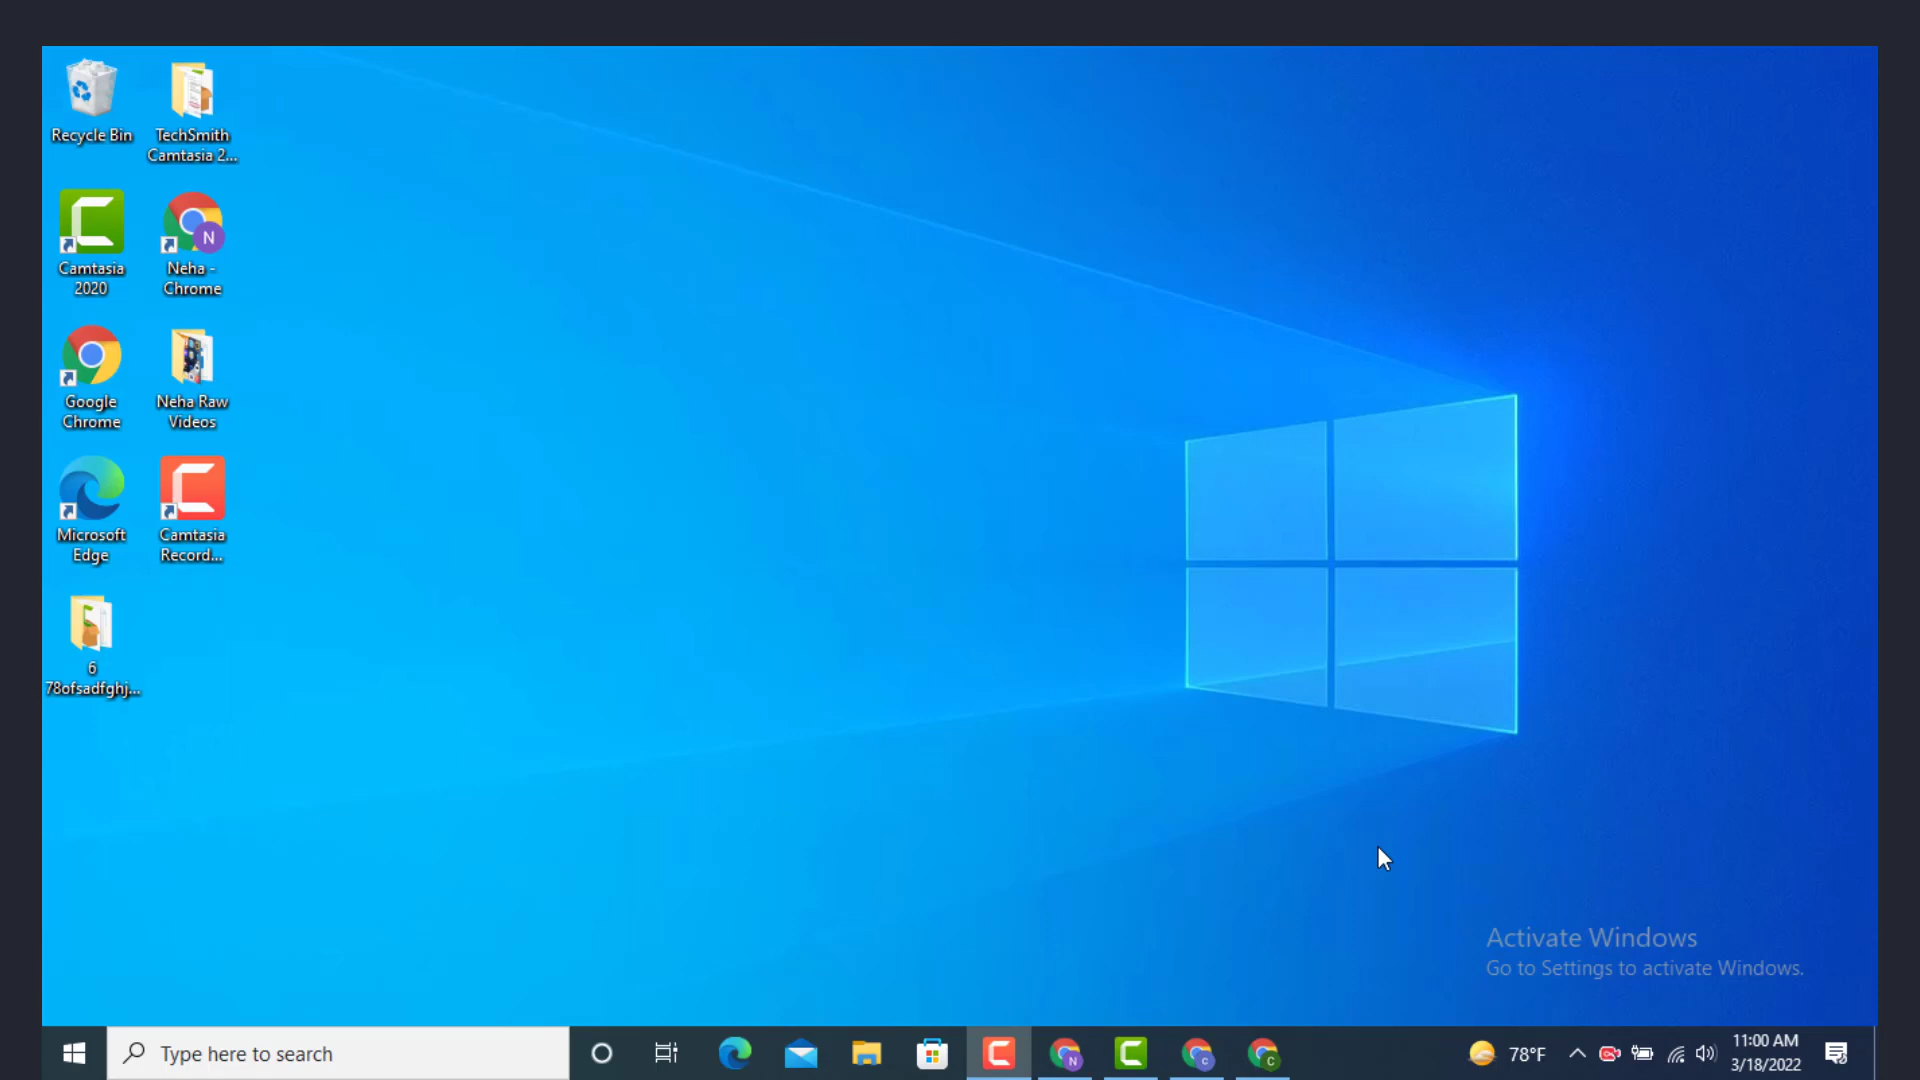 Recycle Bin
TechSmith
Camtasia 2...
Camtasia
2020
N
Neha -
Chrome
Google
Chrome
Neha Raw
Videos
Microsoft
Edge
Camtasia
Record...
6
78ofsadfghj...
Activate Windows
Go to Settings to activate Windows.
Type here to search
N
C
C
78°F
11:00 AM
3/18/2022